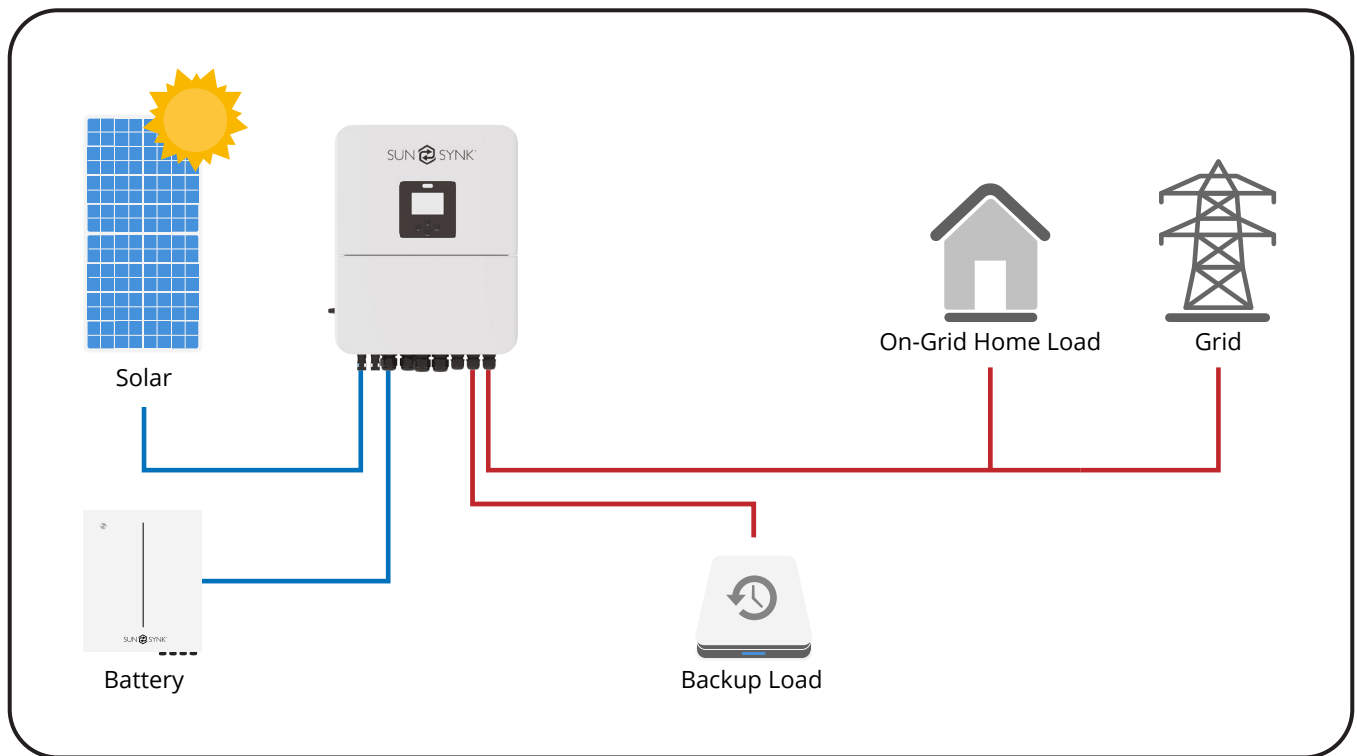 SUN SYNK
Solar
On-Grid Home Load
Grid
SUN SYNK
Battery
Backup Load